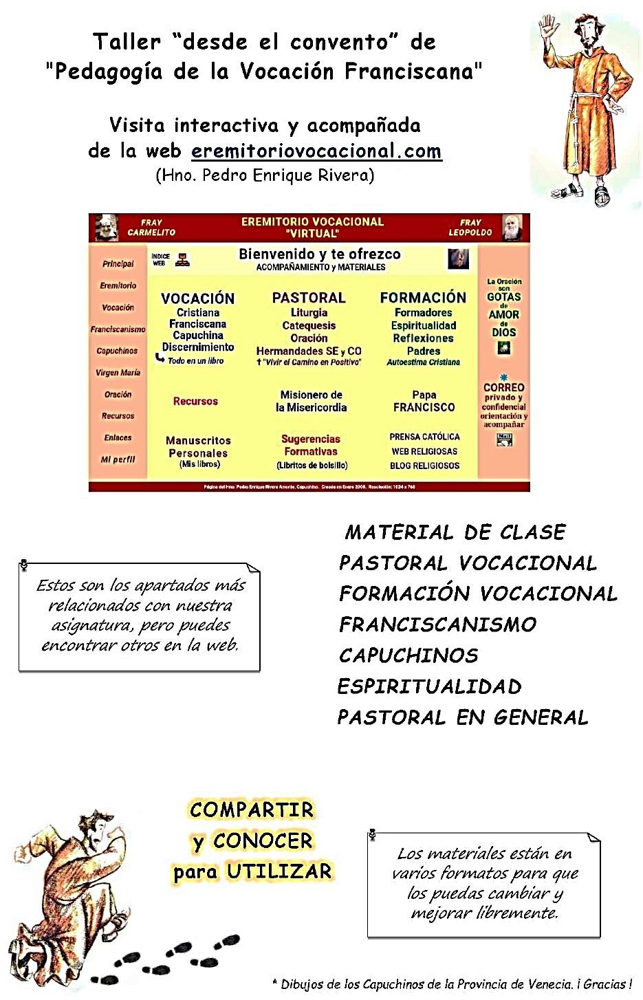 Taller “desde el convento” de
"Pedagogía de la Vocación Franciscana"
Visita interactiva y acompañada
de la web eremitoriovocacional.com
(Hno. Pedro Enrique Rivera)
FRAY
CARMELITO
EREMITORIO VOCACIONAL
"VIRTUAL"
FRAY
LEOPOLDO
Principal
Eremitorio
Vocación
Franciscanismo
Capuchinos
Virgen María
Oración
Recursos
Enlaces
Mi perfil
INDICE
WEB
Bienvenido y te ofrezco
ACOMPAÑAMIENTO y MATERIALES
VOCACIÓN
Cristiana
Franciscana
Capuchina
Discernimiento
Todo en un libro
Recursos
Manuscritos
Personales
(Mis libros)
PASTORAL
Liturgia
Catequesis
Oración
Hermandades SE y CO
✝ "Vivir el Camino en Positivo"
Misionero de
la Misericordia
Sugerencias
Formativas
(Libritos de bolsillo)
FORMACIÓN
Formadores
Espiritualidad
Reflexiones
Padres
Autoestima Cristiana
Papa
FRANCISCO
PRENSA CATÓLICA
WEB RELIGIOSAS
BLOG RELIGIOSOS
La Oración
son
GOTAS
de
AMOR
de
DIOS
CORREO
privado y
confidencial
orientación y
acompañar
Página del Hno. Pedro Enrique Rivera Amorós, Capuchino. Creada en Enero 2008. Resolución: 1024 x 768
MATERIAL DE CLASE
PASTORAL VOCACIONAL
FORMACIÓN VOCACIONAL
FRANCISCANISMO
CAPUCHINOS
ESPIRITUALIDAD
PASTORAL EN GENERAL
Estos son los apartados más
relacionados con nuestra
asignatura, pero puedes
encontrar otros en la web.
COMPARTIR
y CONOCER
para UTILIZAR
Los materiales están en
varios formatos para que
los puedas cambiar y
mejorar libremente.
* Dibujos de los Capuchinos de la Provincia de Venecia. ¡ Gracias !